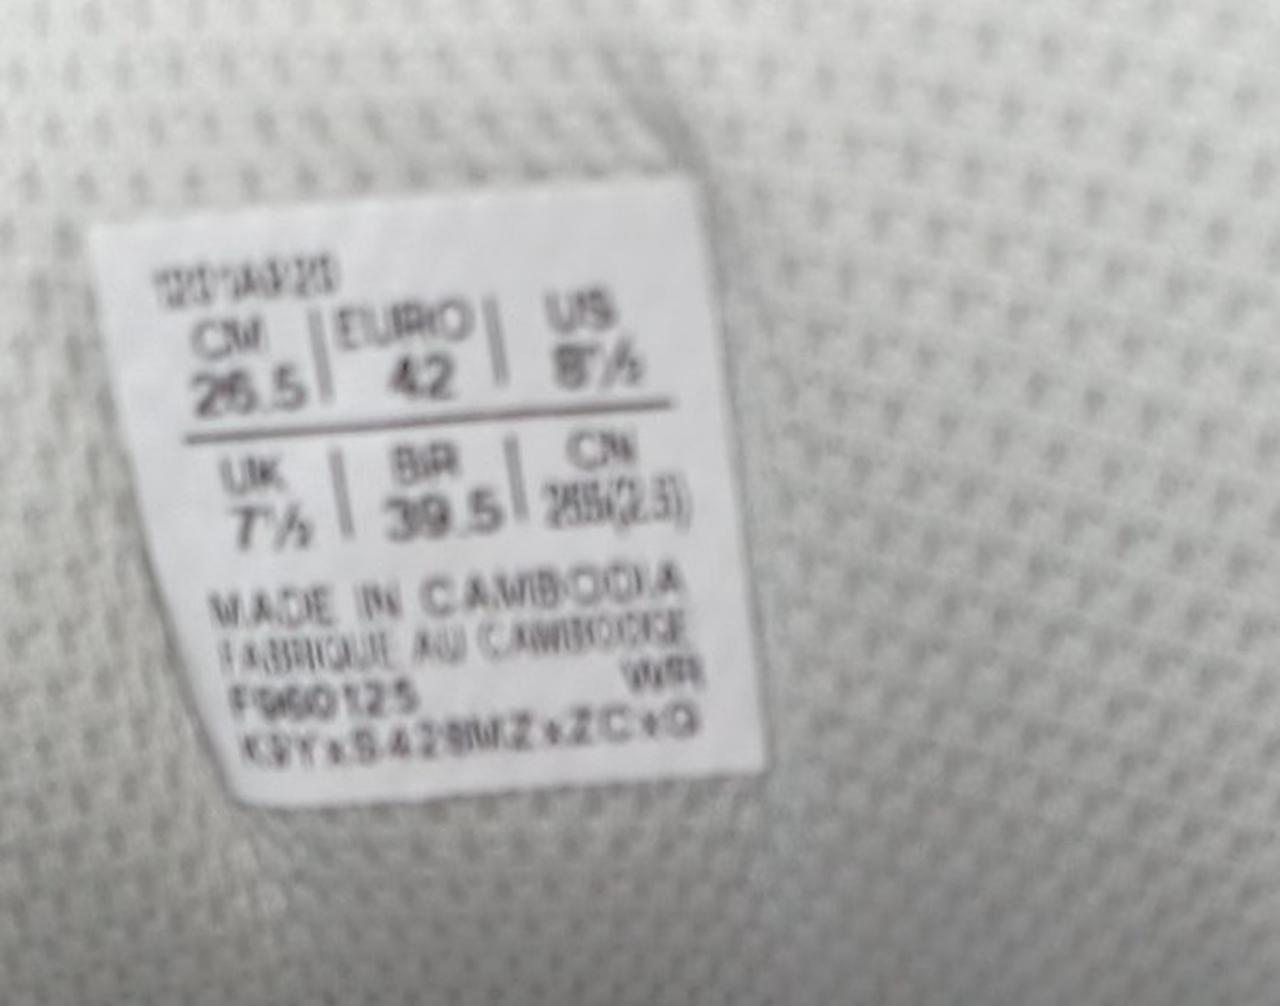 CM | EURO | US
26.5 | 42 | 8½
UK | BR | CN
7½ | 39.5 | 265(2.5)
MADE IN CAMBODIA
FABRIQUE AU CAMBODGE
F960125